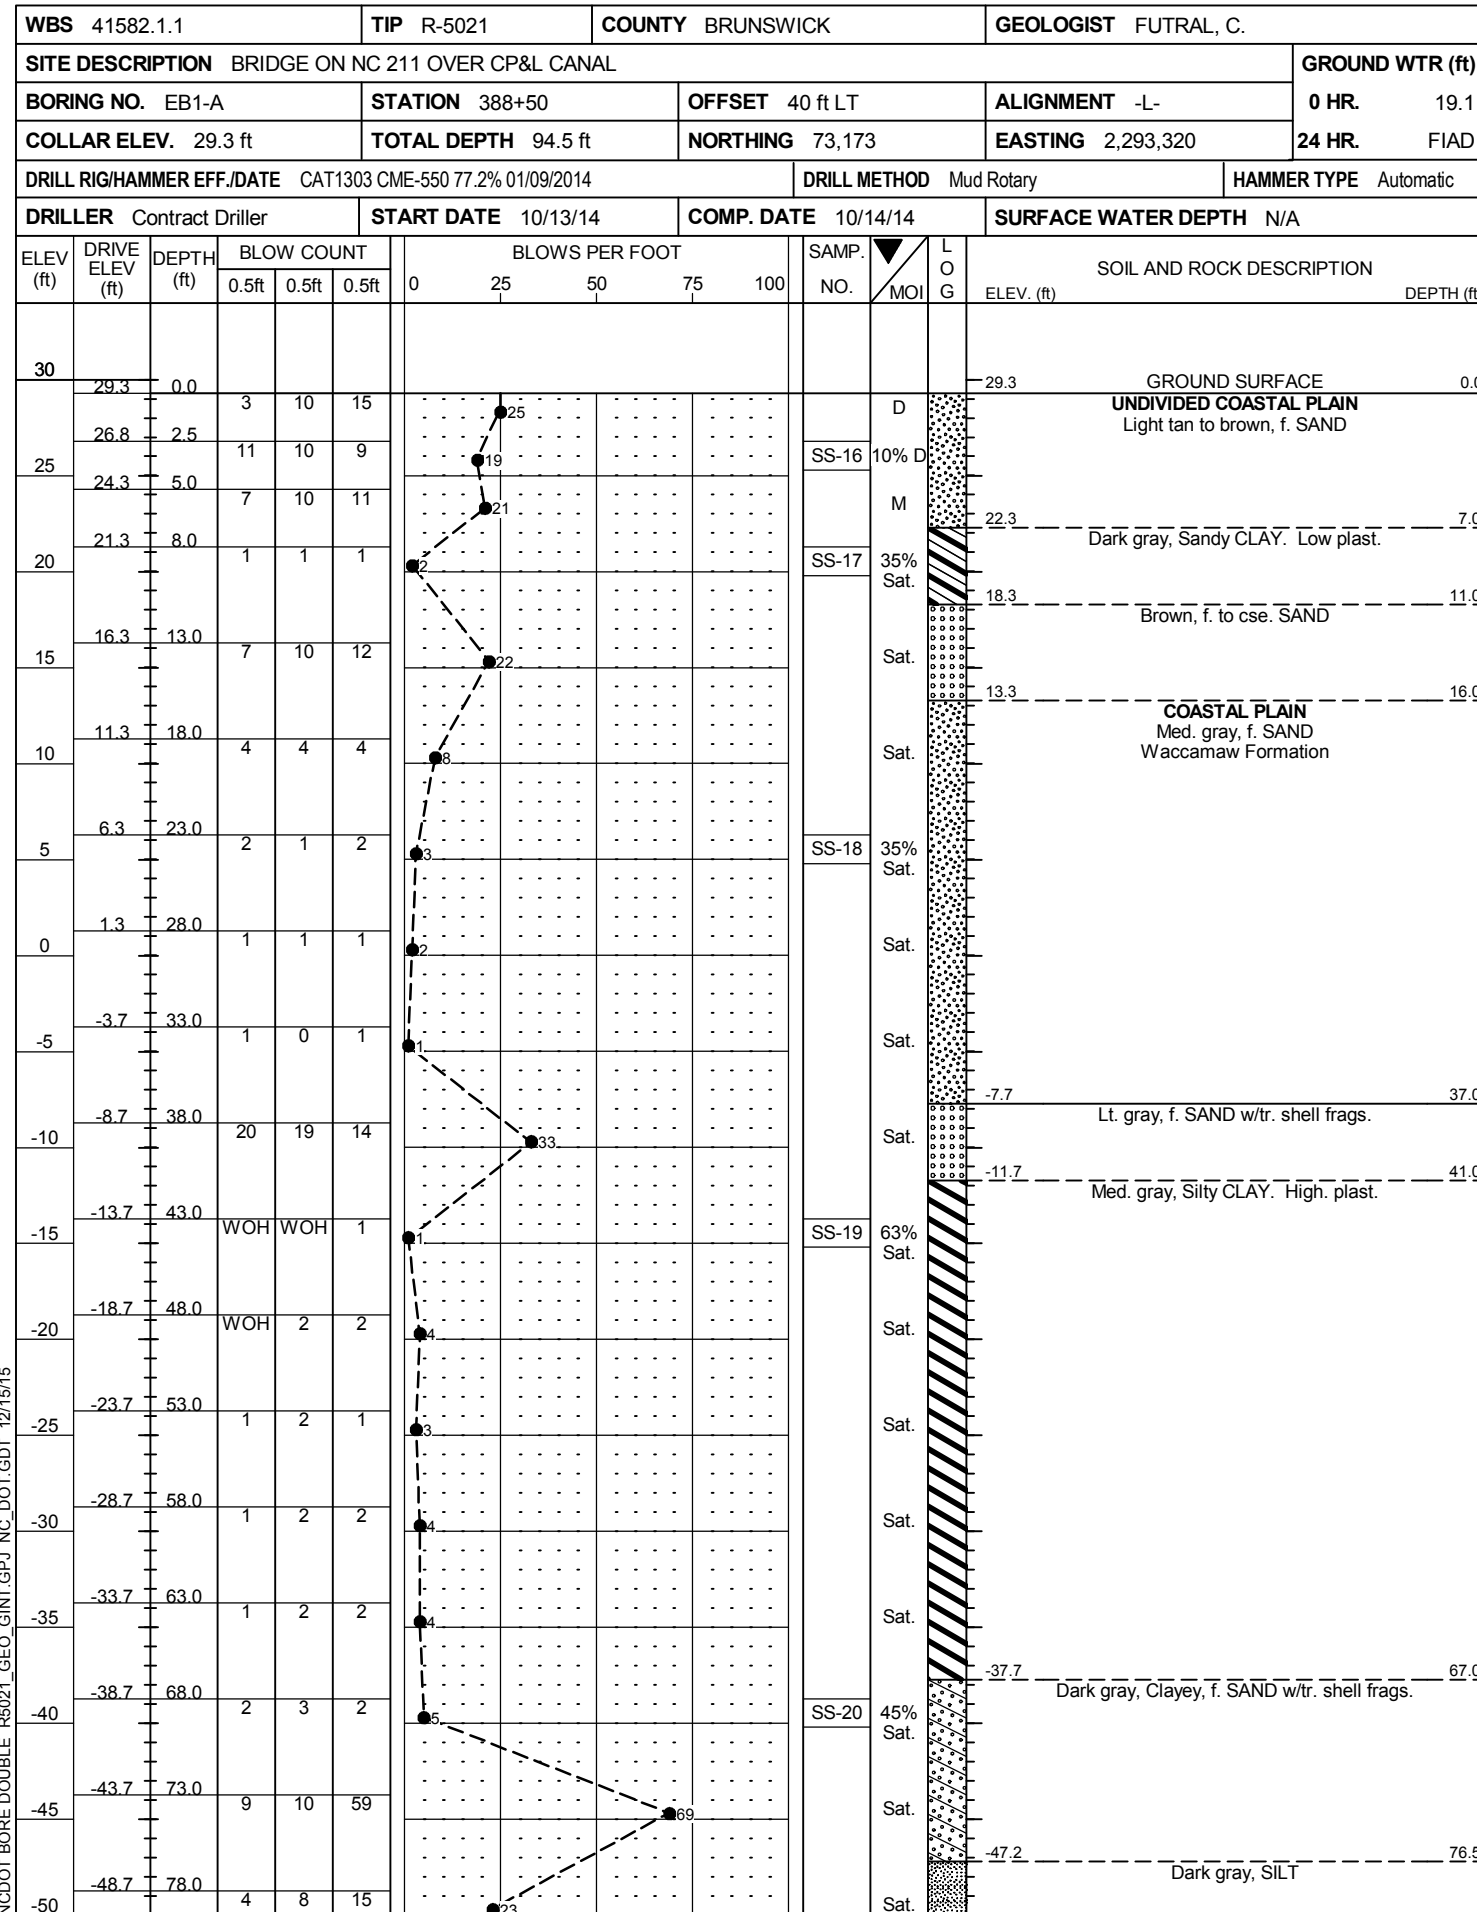 WBS 41582.1.1 TIP R-5021 COUNTY BRUNSWICK GEOLOGIST FUTRAL, C.
SITE DESCRIPTION BRIDGE ON NC 211 OVER CP&L CANAL GROUND WTR (ft)
BORING NO. EB1-A STATION 388+50 OFFSET 40 ft LT ALIGNMENT -L- 0 HR. 19.1
COLLAR ELEV. 29.3 ft TOTAL DEPTH 94.5 ft NORTHING 73,173 EASTING 2,293,320 24 HR. FIAD
DRILL RIG/HAMMER EFF./DATE CAT1303 CME-550 77.2% 01/09/2014 DRILL METHOD Mud Rotary HAMMER TYPE Automatic
DRILLER Contract Driller START DATE 10/13/14 COMP. DATE 10/14/14 SURFACE WATER DEPTH N/A
ELEV (ft) DRIVE ELEV (ft) DEPTH (ft) BLOW COUNT BLOWS PER FOOT SAMP. NO. MOI LOG SOIL AND ROCK DESCRIPTION
0.5ft 0.5ft 0.5ft 0 25 50 75 100 ELEV. (ft) DEPTH (ft
30
29.3 0.0 29.3 GROUND SURFACE 0.0
3 10 15 25 D UNDIVIDED COASTAL PLAIN
Light tan to brown, f. SAND
26.8 2.5
11 10 9 19 SS-16 10% D
25
24.3 5.0
7 10 11 21 M
22.3 7.0
Dark gray, Sandy CLAY. Low plast.
21.3 8.0
20 1 1 1 2 SS-17 35%
Sat.
18.3 11.0
Brown, f. to cse. SAND
16.3 13.0
15 7 10 12 22 Sat.
13.3 16.0
COASTAL PLAIN
Med. gray, f. SAND
Waccamaw Formation
11.3 18.0
10 4 4 4 8 Sat.
6.3 23.0
5 2 1 2 3 SS-18 35%
Sat.
1.3 28.0
0 1 1 1 2 Sat.
-3.7 33.0
-5 1 0 1 1 Sat.
-7.7 37.0
Lt. gray, f. SAND w/tr. shell frags.
-8.7 38.0
-10 20 19 14 33 Sat.
-11.7 41.0
Med. gray, Silty CLAY. High. plast.
-13.7 43.0
-15 WOH WOH 1 1 SS-19 63%
Sat.
-18.7 48.0
-20 WOH 2 2 4 Sat.
-23.7 53.0
-25 1 2 1 3 Sat.
-28.7 58.0
-30 1 2 2 4 Sat.
-33.7 63.0
-35 1 2 2 4 Sat.
-37.7 67.0
Dark gray, Clayey, f. SAND w/tr. shell frags.
-38.7 68.0
-40 2 3 2 5 SS-20 45%
Sat.
-43.7 73.0
-45 9 10 59 69 Sat.
-47.2 76.5
Dark gray, SILT
-48.7 78.0
-50 4 8 15 23 Sat.
NCDOT BORE DOUBLE R5021_GEO_GINT.GPJ NC_DOT.GDT 12/15/15